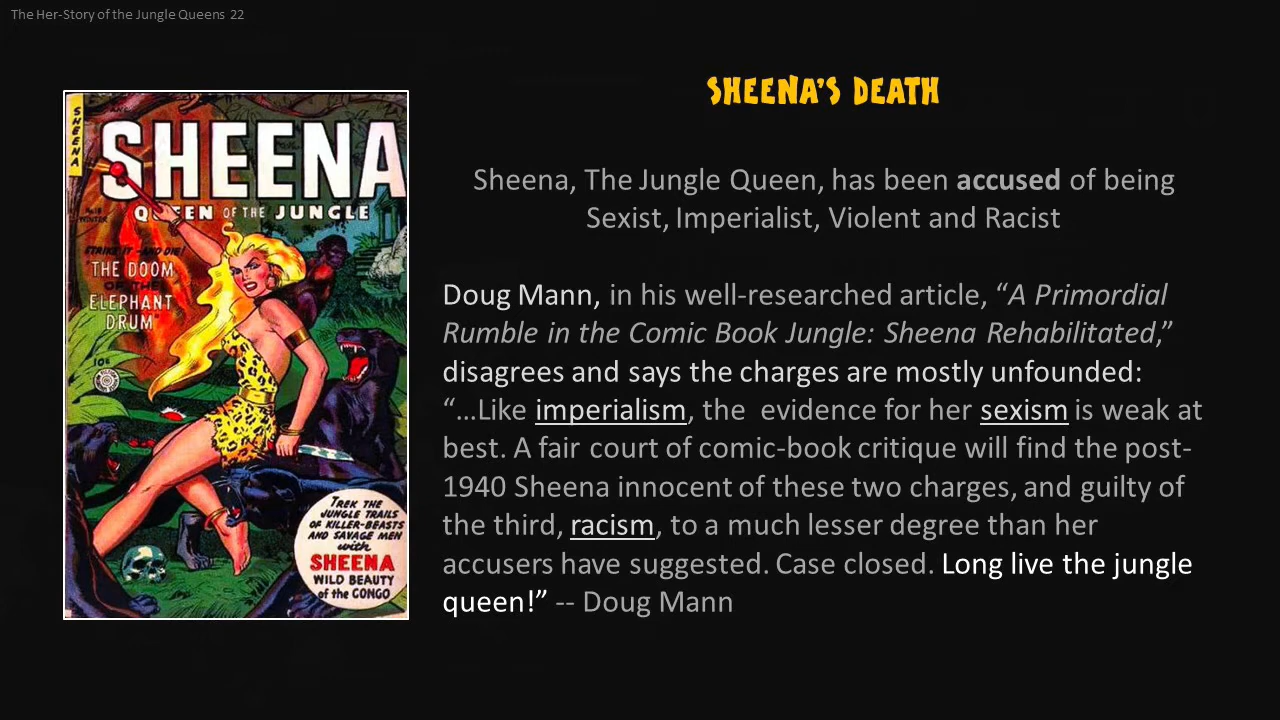 The Her-Story of the Jungle Queens 22
SHEENA'S DEATH
SHEENA
SHEENA
QUEEN OF THE JUNGLE
No. 18
WINTER
STRIKE IT - AND DIE!
"THE DOOM
OF THE
ELEPHANT
DRUM"
10¢
TREK THE
JUNGLE TRAILS
OF KILLER-BEASTS
AND SAVAGE MEN
with
SHEENA
WILD BEAUTY
of the CONGO
Sheena, The Jungle Queen, has been accused of being
Sexist, Imperialist, Violent and Racist
Doug Mann, in his well-researched article, “A Primordial
Rumble in the Comic Book Jungle: Sheena Rehabilitated,”
disagrees and says the charges are mostly unfounded:
“…Like imperialism, the evidence for her sexism is weak at
best. A fair court of comic-book critique will find the post-
1940 Sheena innocent of these two charges, and guilty of
the third, racism, to a much lesser degree than her
accusers have suggested. Case closed. Long live the jungle
queen!” -- Doug Mann